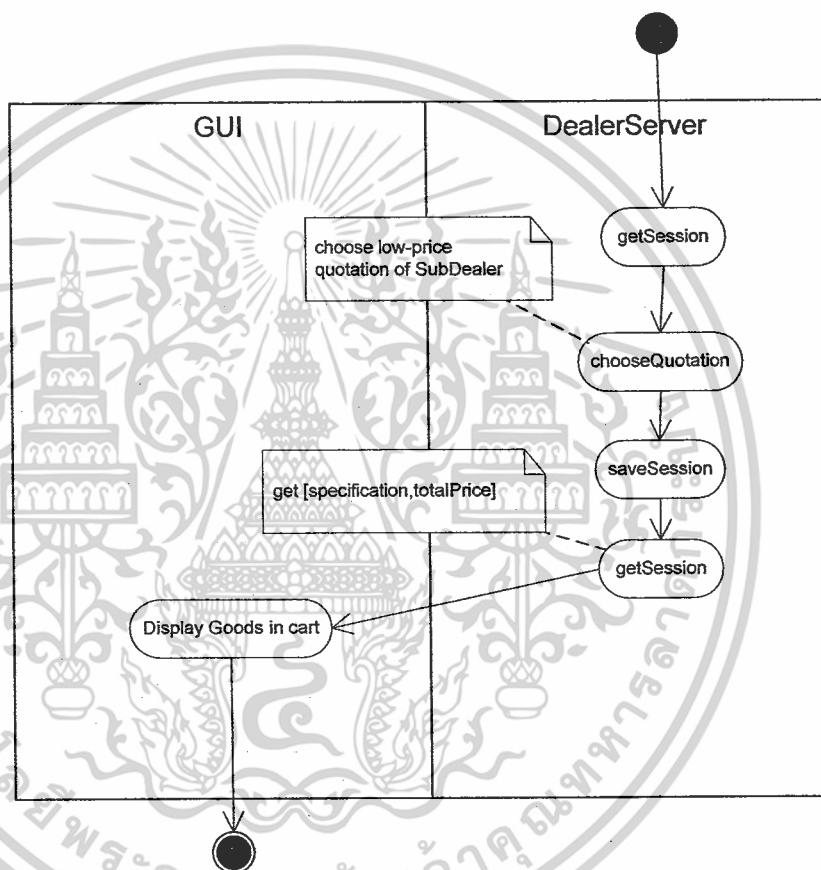 GUI
DealerServer
getSession
choose low-price
quotation of SubDealer
chooseQuotation
saveSession
get [specification,totalPrice]
getSession
Display Goods in cart